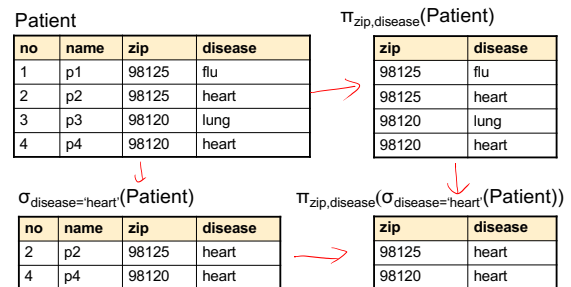 Patient
no name zip disease
1 p1 98125 flu
2 p2 98125 heart
3 p3 98120 lung
4 p4 98120 heart
πzip,disease(Patient)
zip disease
98125 flu
98125 heart
98120 lung
98120 heart
σdisease=‘heart’(Patient)
no name zip disease
2 p2 98125 heart
4 p4 98120 heart
πzip,disease(σdisease=‘heart’(Patient))
zip disease
98125 heart
98120 heart